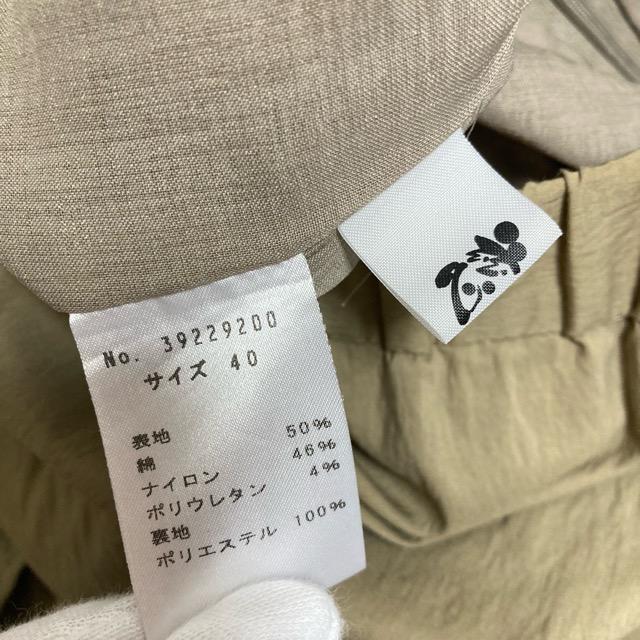 No. 39229200
サイズ 40
表地
綿 50%
ナイロン 46%
ポリウレタン 4%
裏地
ポリエステル 100%